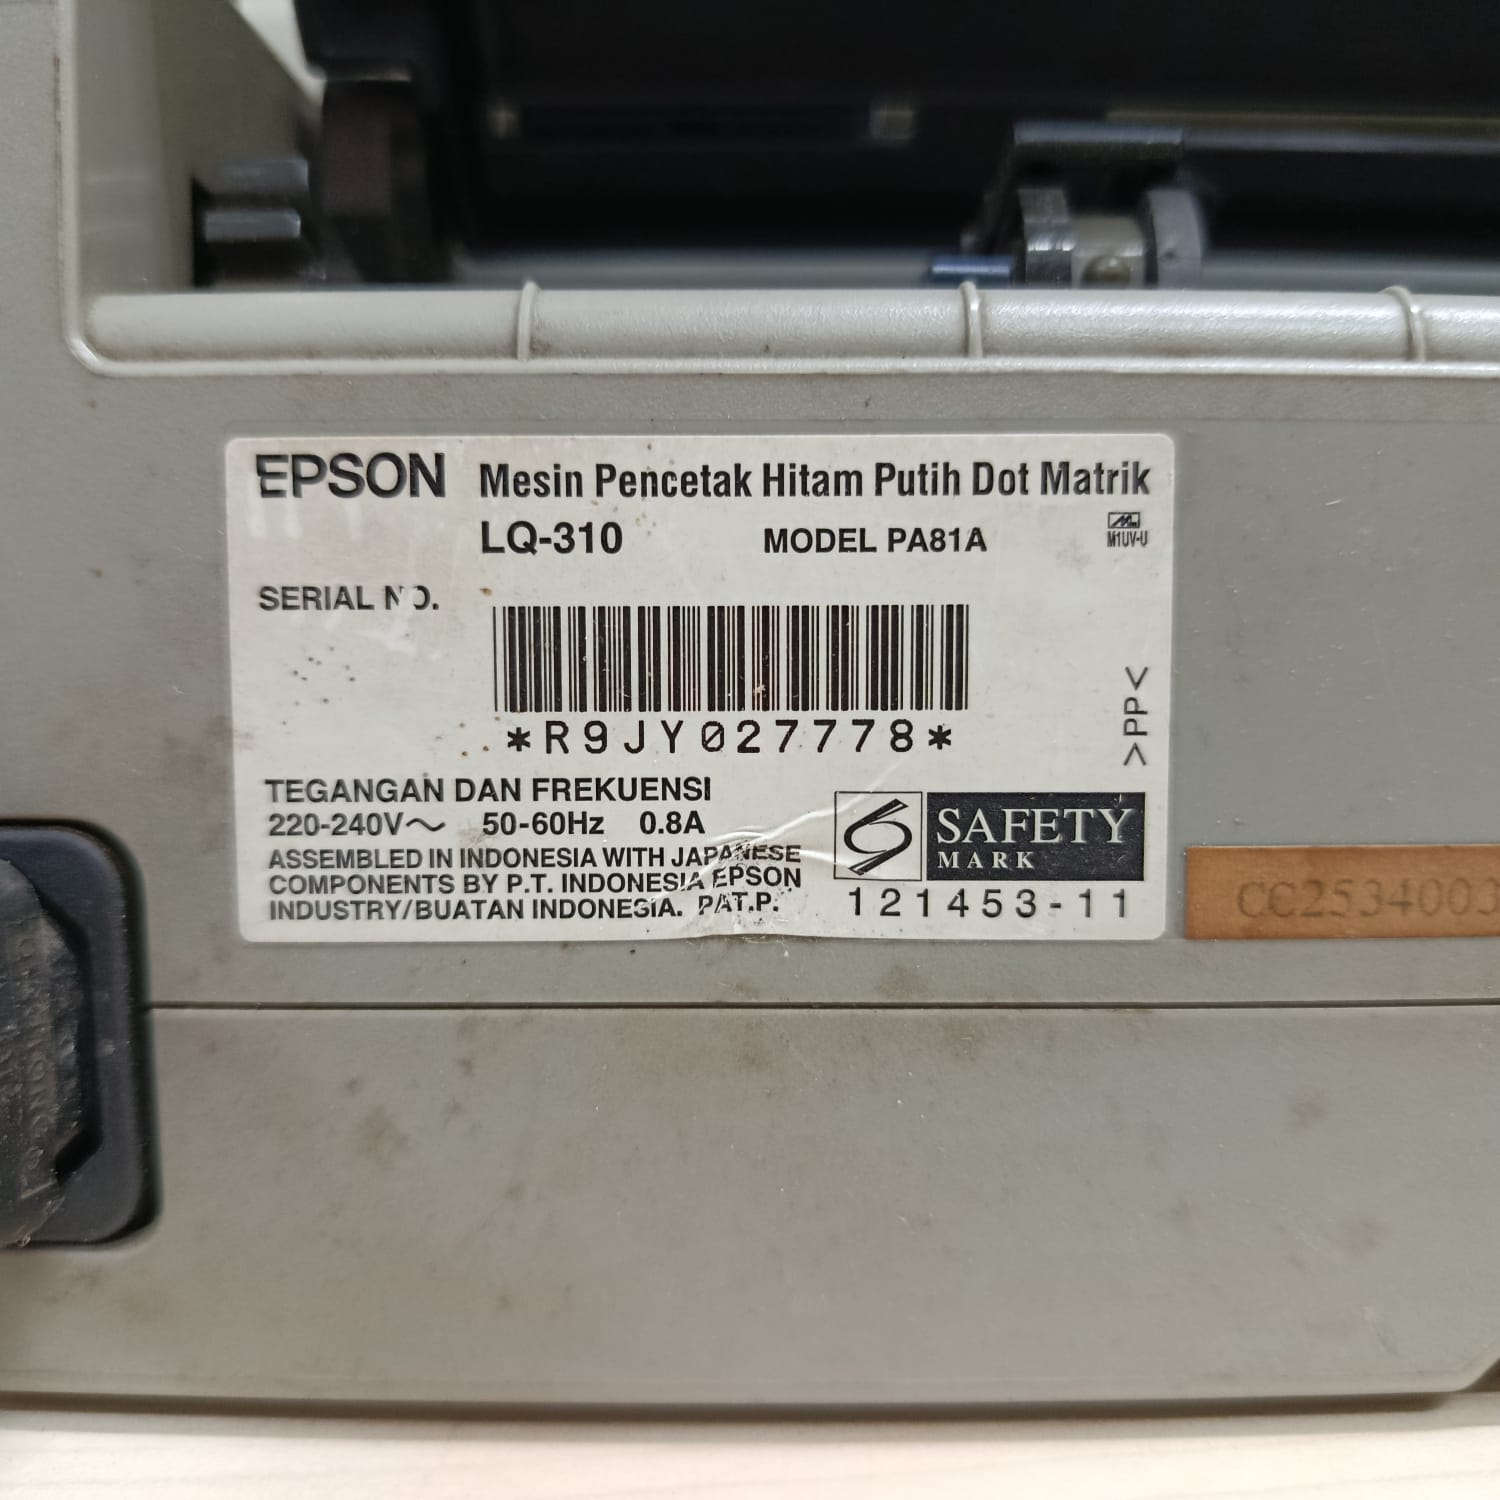 EPSON Mesin Pencetak Hitam Putih Dot Matrik
LQ-310 MODEL PA81A
M1UV-U
SERIAL NO.
*R9JY027778*
>PP<
TEGANGAN DAN FREKUENSI
220-240V～ 50-60Hz 0.8A
ASSEMBLED IN INDONESIA WITH JAPANESE
COMPONENTS BY P.T. INDONESIA EPSON
INDUSTRY/BUATAN INDONESIA. PAT.P.
SAFETY
MARK
121453-11
CC2534003